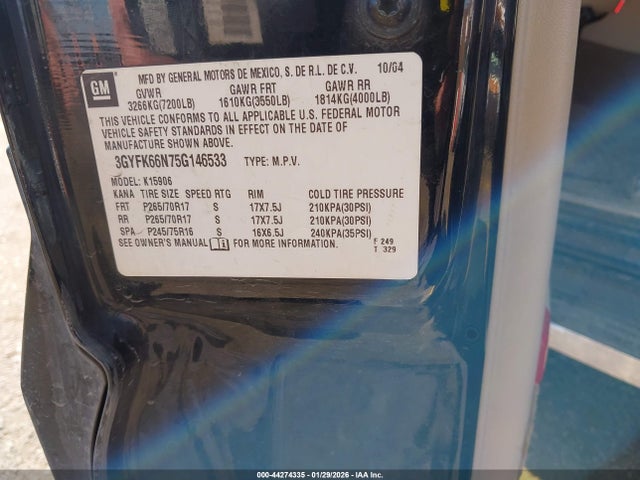 GM
MFD BY GENERAL MOTORS DE MEXICO, S. DE R.L. DE C.V. 10/04
GVWR GAWR FRT GAWR RR
3266KG(7200LB) 1610KG(3550LB) 1814KG(4000LB)
THIS VEHICLE CONFORMS TO ALL APPLICABLE U.S. FEDERAL MOTOR
VEHICLE SAFETY STANDARDS IN EFFECT ON THE DATE OF
MANUFACTURE SHOWN ABOVE.
3GYFK66N75G146533 TYPE: M.P.V.
MODEL: K15906
KANA TIRE SIZE SPEED RTG RIM COLD TIRE PRESSURE
FRT P265/70R17 S 17X7.5J 210KPA(30PSI)
RR P265/70R17 S 17X7.5J 210KPA(30PSI)
SPA P245/75R16 S 16X6.5J 240KPA(35PSI)
SEE OWNER'S MANUAL FOR MORE INFORMATION. F 249
T 329
000-44274335 | 01/29/2026 - IAA Corp.